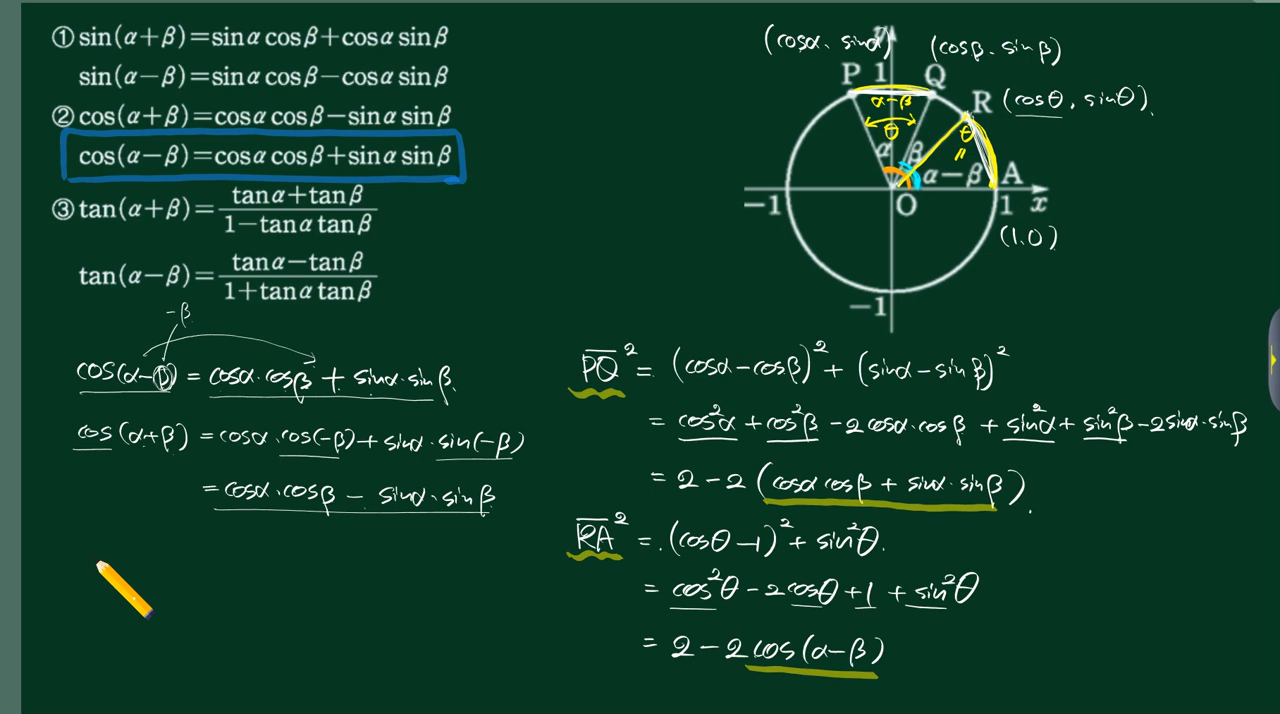 ① sin(α+β)=sinα cosβ+cosα sinβ
sin(α−β)=sinα cosβ−cosα sinβ
② cos(α+β)=cosα cosβ−sinα sinβ
cos(α−β)=cosα cosβ+sinα sinβ
③ tan(α+β)=(tanα+tanβ)/(1−tanα tanβ)
tan(α−β)=(tanα−tanβ)/(1+tanα tanβ)
−β
cos(α−β) = cosα·cosβ + sinα·sinβ.
cos(α+β) = cosα·cos(−β)+sinα·sin(−β)
= cosα·cosβ − sinα·sinβ
(cosα, sinα) y (cosβ, sinβ)
P 1 Q
R (cosθ, sinθ).
α−β
θ θ
α β =
α−β A
−1 O 1 x
(1,0)
−1
PQ² = (cosα−cosβ)² + (sinα−sinβ)²
= cos²α + cos²β − 2cosα·cosβ + sin²α + sin²β − 2sinα·sinβ
= 2 − 2(cosα cosβ + sinα·sinβ).
RA² = (cosθ−1)² + sin²θ.
= cos²θ − 2cosθ + 1 + sin²θ
= 2 − 2cos(α−β)